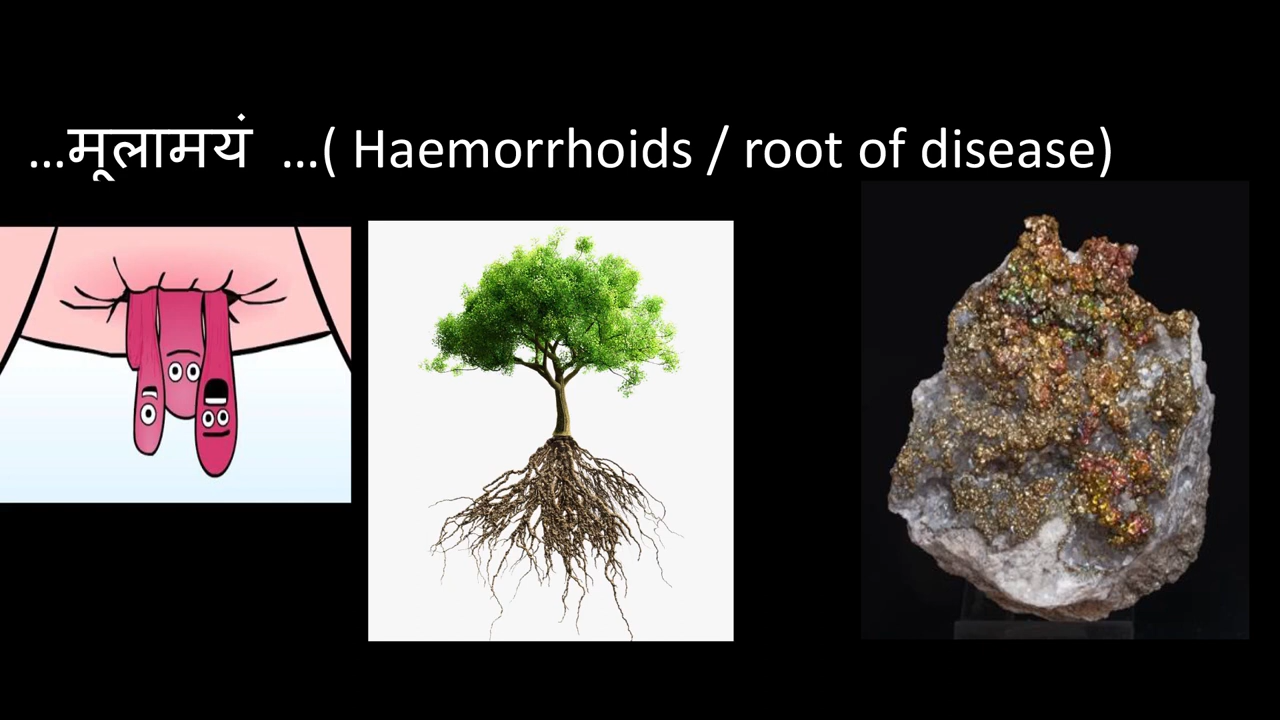 ...मूलामयं ...( Haemorrhoids / root of disease)